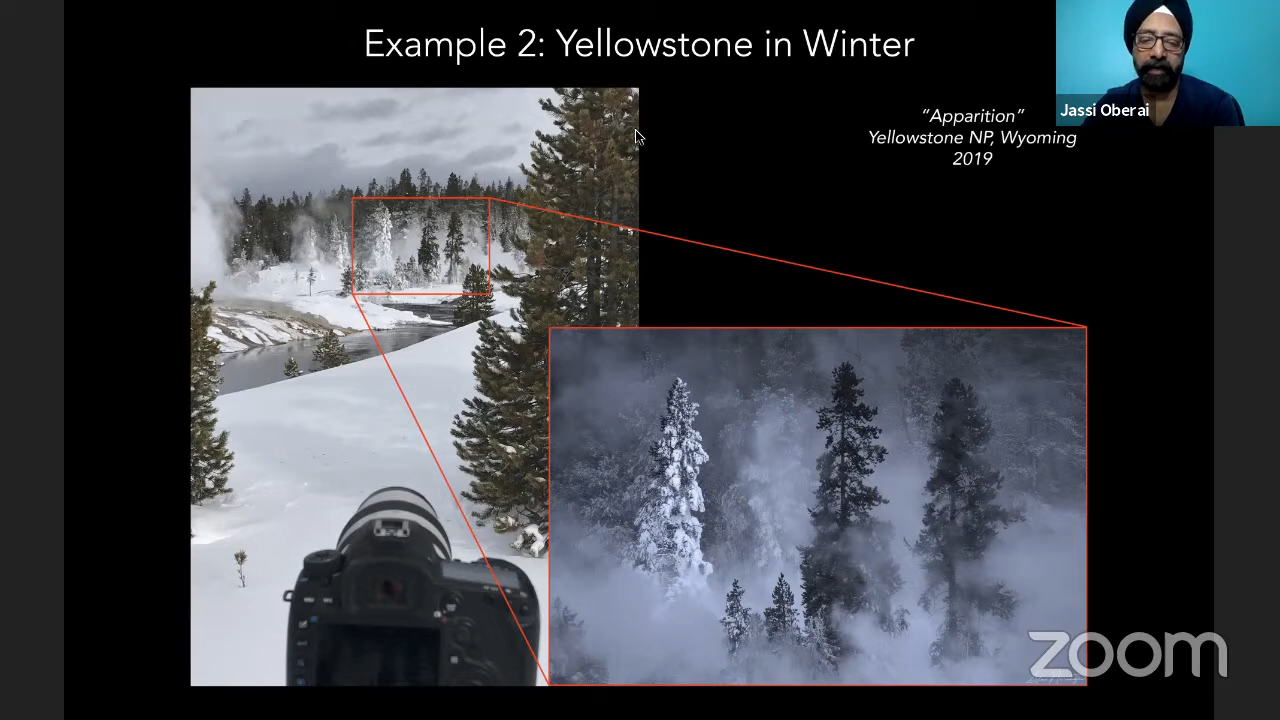 Example 2: Yellowstone in Winter
Jassi Oberai
“Apparition”
Yellowstone NP, Wyoming
2019
zoom